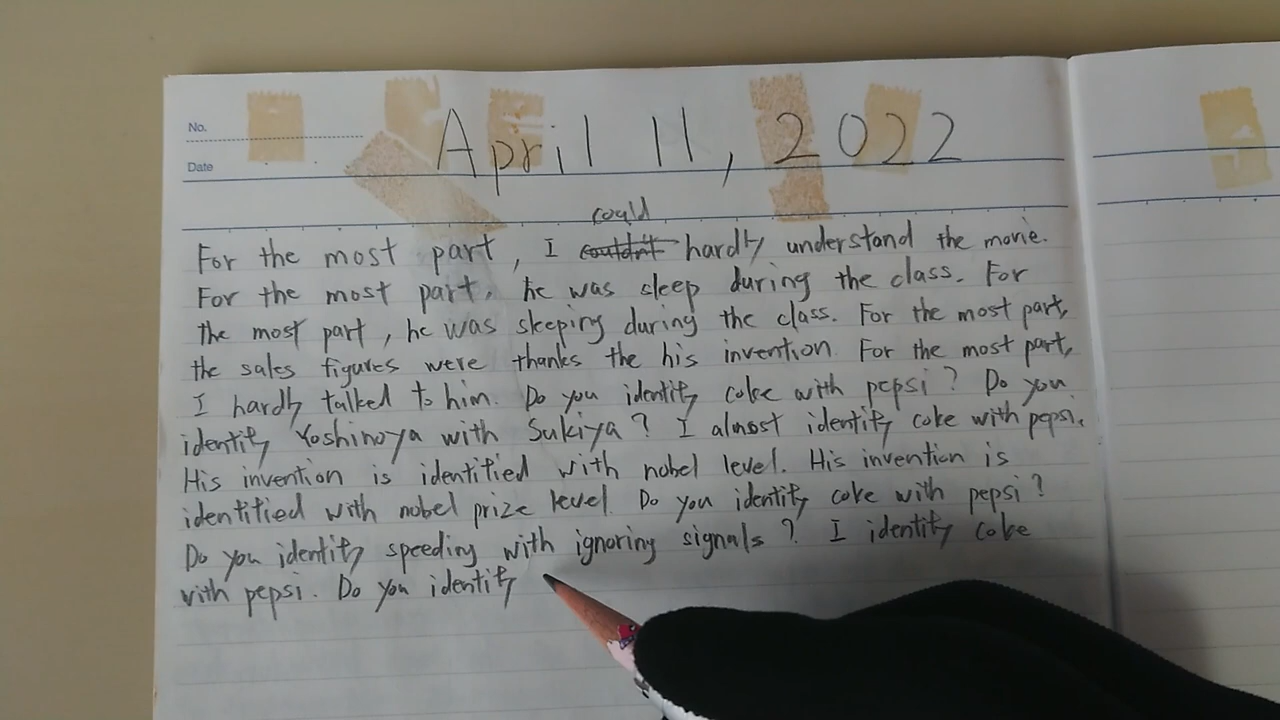 No.
Date
April 11, 2022
could
For the most part, I couldn't hardly understand the movie.
For the most part, he was sleep during the class. For
the most part, he was sleeping during the class. For the most part,
the sales figures were thanks the his invention. For the most part,
I hardly talked to him. Do you identify coke with pepsi? Do you
identify Yoshinoya with Sukiya? I almost identify coke with pepsi.
His invention is identified with nobel level. His invention is
identified with nobel prize level. Do you identify coke with pepsi?
Do you identify speeding with ignoring signals? I identify coke
with pepsi. Do you identify